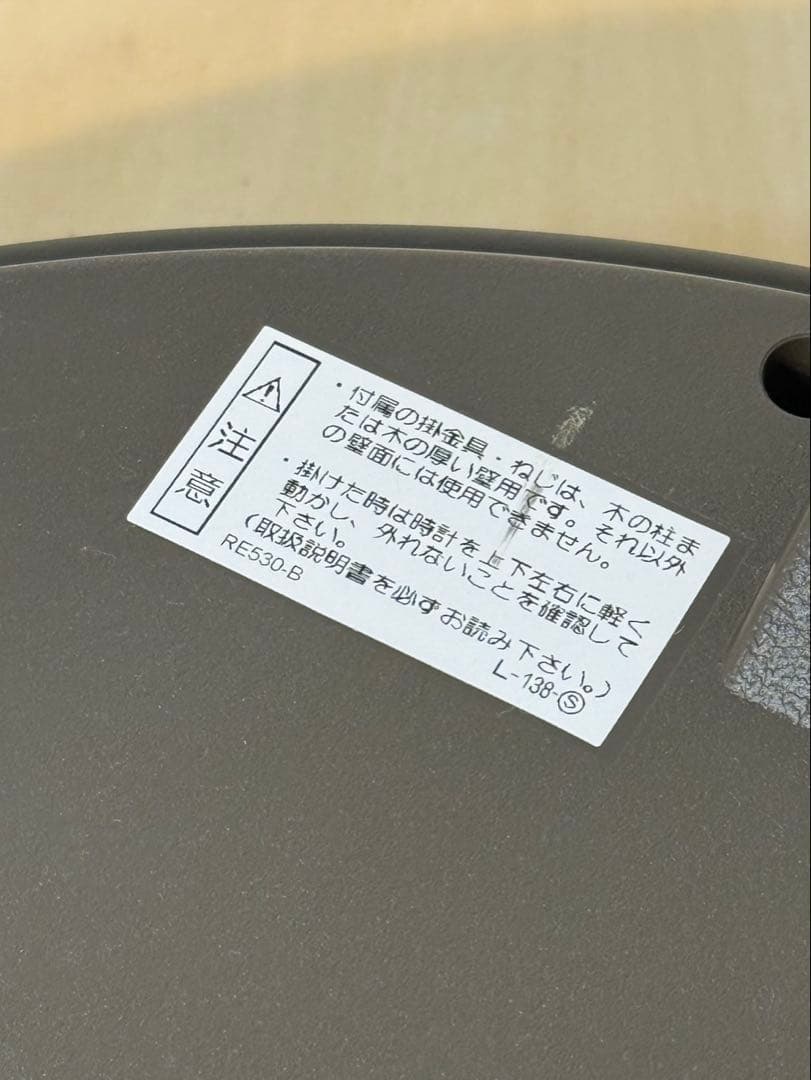 注意
・付属の掛金具・ねじは、木の柱ま
たは木の厚い壁用です。それ以外
の壁面には使用できません。
・掛けた時は時計を上下左右に軽く
動かし、外れないことを確認して
下さい。
(取扱説明書を必ずお読み下さい。)
RE530-B
L-138-Ⓢ